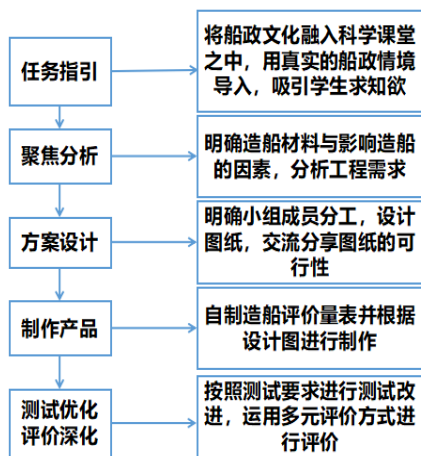 任务指引
将船政文化融入科学课堂
之中，用真实的船政情境
导入，吸引学生求知欲
聚焦分析
明确造船材料与影响造船
的因素，分析工程需求
方案设计
明确小组成员分工，设计
图纸，交流分享图纸的可
行性
制作产品
自制造船评价量表并根据
设计图进行制作
测试优化
评价深化
按照测试要求进行测试改
进，运用多元评价方式进
行评价